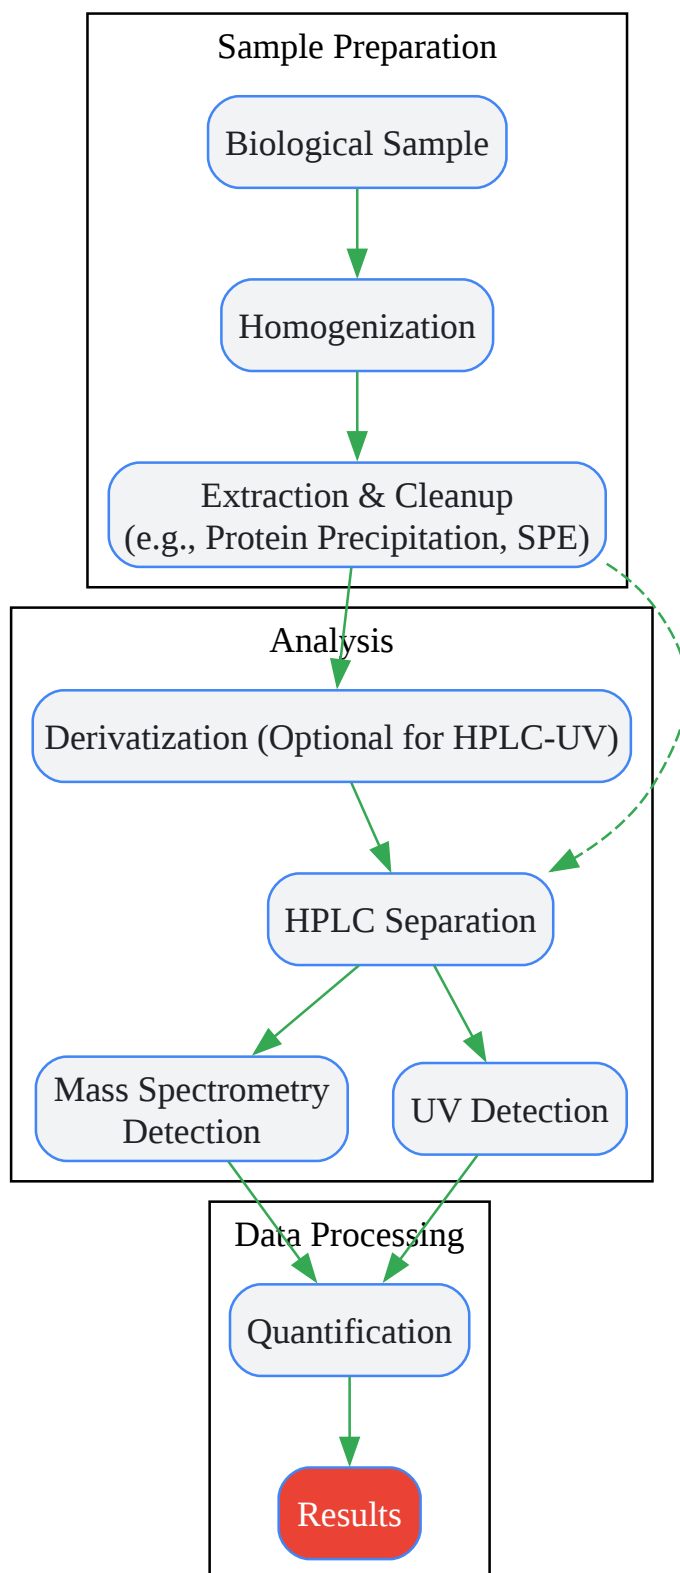 Sample Preparation
Biological Sample
Homogenization
Extraction & Cleanup
(e.g., Protein Precipitation, SPE)
Analysis
Derivatization (Optional for HPLC-UV)
HPLC Separation
Mass Spectrometry
Detection
UV Detection
Data Processing
Quantification
Results